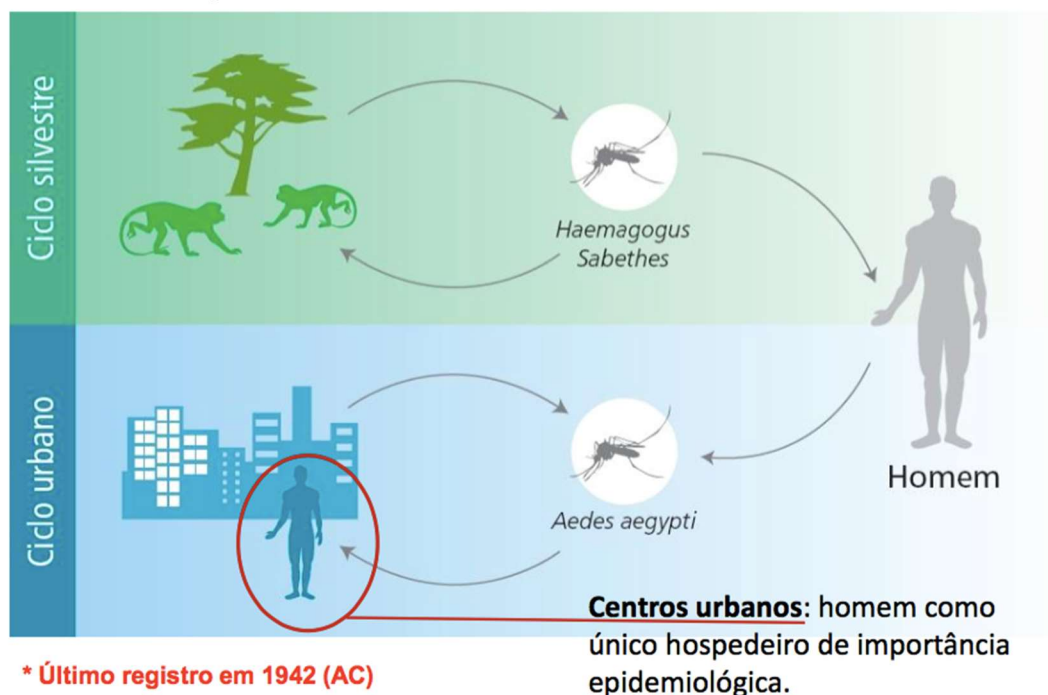 Ciclo silvestre
Haemagogus
Sabethes
Homem
Ciclo urbano
Aedes aegypti
Centros urbanos: homem como
único hospedeiro de importância
epidemiológica.
* Último registro em 1942 (AC)